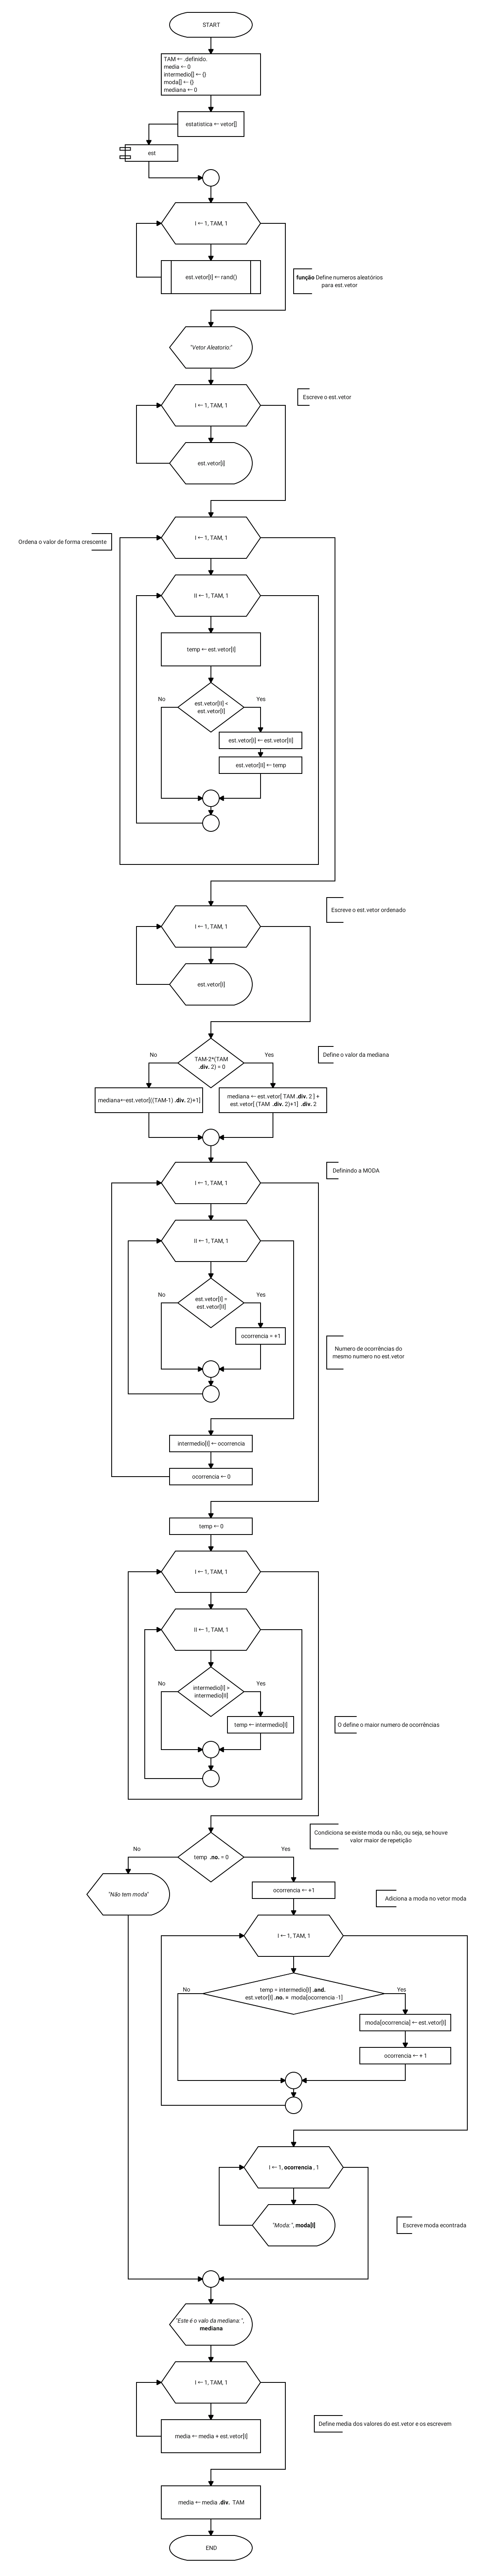 START
TAM ← .definido.
media ← 0
intermedio[] ← {}
moda[] ← {}
mediana ← 0
estatistica ← vetor[]
est
I ← 1, TAM, 1
est.vetor[I] ← rand()
função Define numeros aleatórios
para est.vetor
"Vetor Aleatorio:"
I ← 1, TAM, 1
Escreve o est.vetor
est.vetor[i]
I ← 1, TAM, 1
Ordena o valor de forma crescente
II ← 1, TAM, 1
temp ← est.vetor[I]
No
est.vetor[II] <
est.vetor[I]
Yes
est.vetor[I] ← est.vetor[II]
est.vetor[II] ← temp
I ← 1, TAM, 1
Escreve o est.vetor ordenado
est.vetor[I]
No
TAM-2*(TAM
.div. 2) = 0
Yes
Define o valor da mediana
mediana←est.vetor[((TAM-1) .div. 2)+1]
mediana ← est.vetor[ TAM .div. 2 ] +
est.vetor[ (TAM .div. 2)+1] .div. 2
I ← 1, TAM, 1
Definindo a MODA
II ← 1, TAM, 1
No
est.vetor[I] =
est.vetor[II]
Yes
ocorrencia = +1
Numero de ocorrências do
mesmo numero no est.vetor
intermedio[I] ← ocorrencia
ocorrencia ← 0
temp ← 0
I ← 1, TAM, 1
II ← 1, TAM, 1
No
intermedio[I] >
intermedio[II]
Yes
temp ← intermedio[I]
O define o maior numero de ocorrências
Condiciona se existe moda ou não, ou seja, se houve
valor maior de repetição
No
temp .no. = 0
Yes
"Não tem moda"
ocorrencia ← +1
Adiciona a moda no vetor moda
I ← 1, TAM, 1
No
temp = intermedio[I] .and.
est.vetor[I] .no. = moda[ocorrencia -1]
Yes
moda[ocorrencia] ← est.vetor[I]
ocorrencia ← + 1
I ← 1, ocorrencia , 1
"Moda:", moda[I]
Escreve moda econtrada
"Este é o valo da mediana:",
mediana
I ← 1, TAM, 1
media ← media + est.vetor[I]
Define media dos valores do est.vetor e os escrevem
media ← media .div. TAM
END